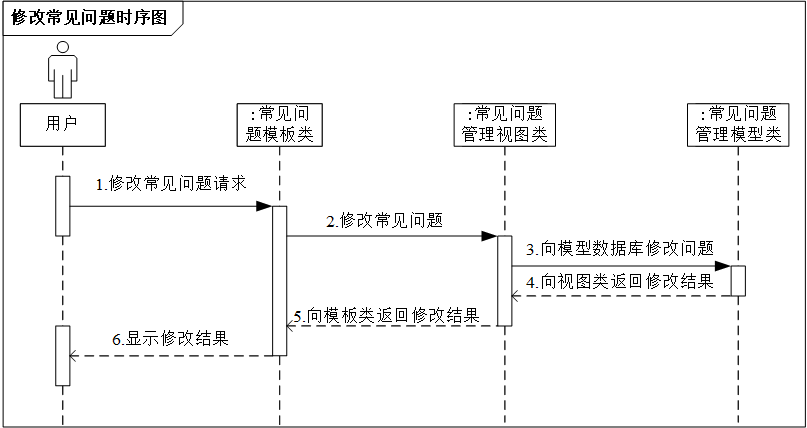 修改常见问题时序图
用户
:常见问
题模板类
:常见问题
管理视图类
:常见问题
管理模型类
1.修改常见问题请求
2.修改常见问题
3.向模型数据库修改问题
4.向视图类返回修改结果
5.向模板类返回修改结果
6.显示修改结果